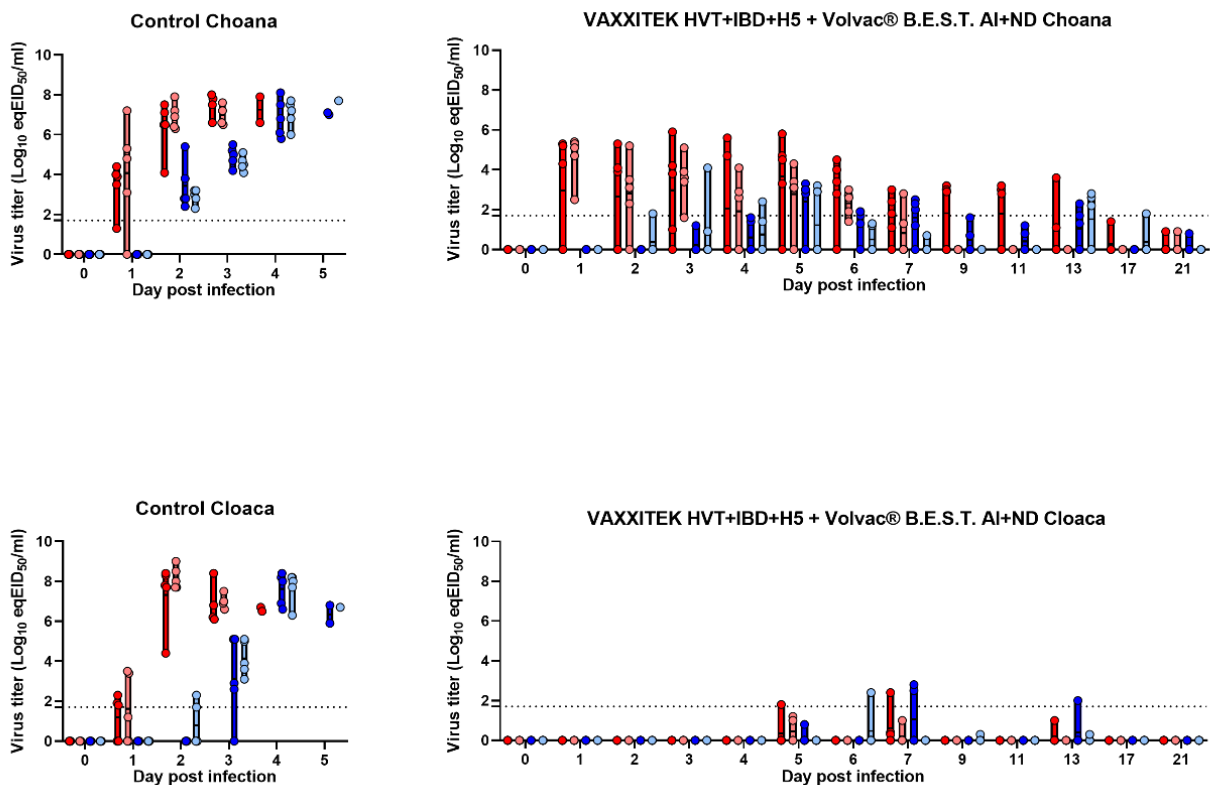 Control Choana
VAXXITEK HVT+IBD+H5 + Volvac® B.E.S.T. AI+ND Choana
Virus titer (Log₁₀ eqEID₅₀/ml)
10
8
6
4
2
0
0 1 2 3 4 5
Day post infection
Virus titer (Log₁₀ eqEID₅₀/ml)
10
8
6
4
2
0
0 1 2 3 4 5 6 7 9 11 13 17 21
Day post infection
Control Cloaca
VAXXITEK HVT+IBD+H5 + Volvac® B.E.S.T. AI+ND Cloaca
Virus titer (Log₁₀ eqEID₅₀/ml)
10
8
6
4
2
0
0 1 2 3 4 5
Day post infection
Virus titer (Log₁₀ eqEID₅₀/ml)
10
8
6
4
2
0
0 1 2 3 4 5 6 7 9 11 13 17 21
Day post infection